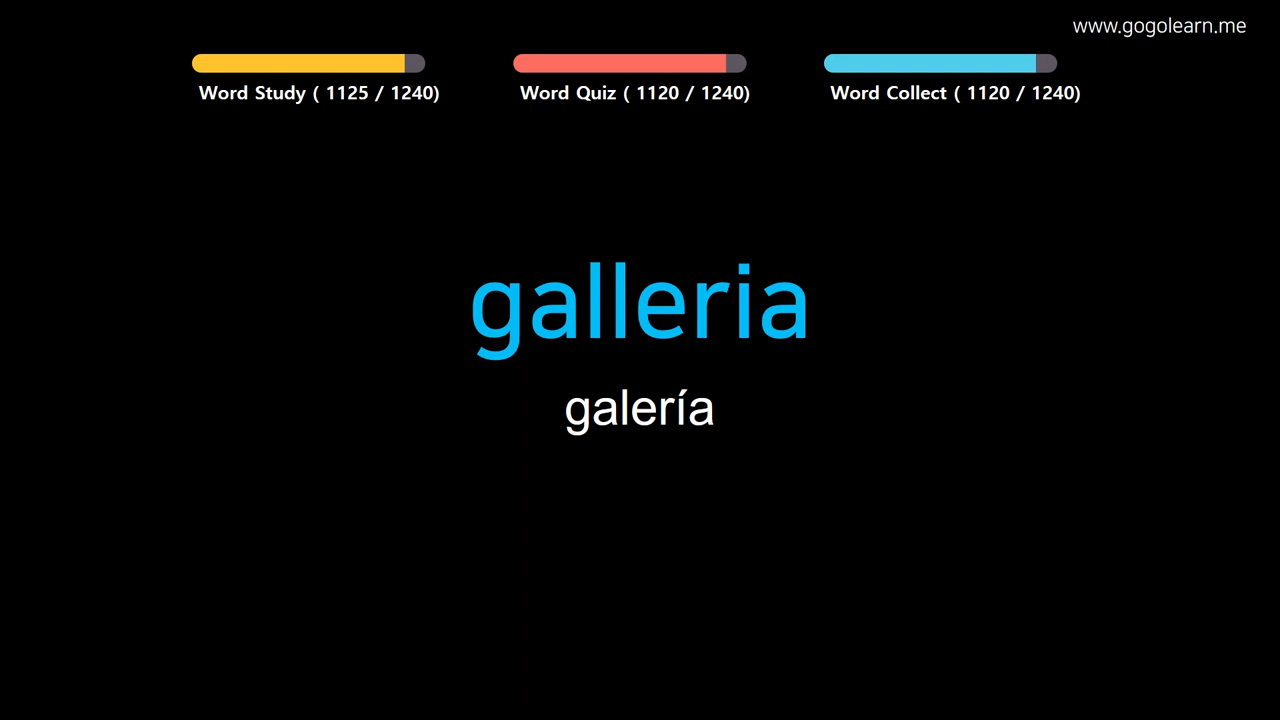 www.gogolearn.me
Word Study ( 1125 / 1240)
Word Quiz ( 1120 / 1240)
Word Collect ( 1120 / 1240)
galleria
galería